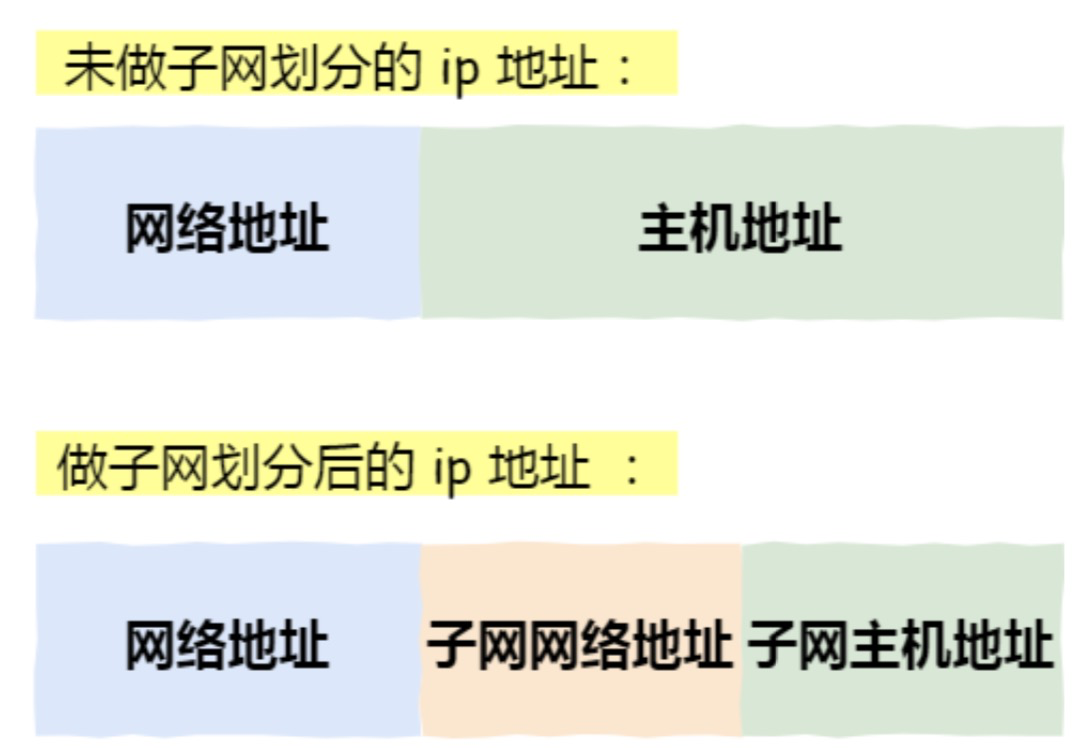 未做子网划分的 ip 地址：
网络地址 主机地址
做子网划分后的 ip 地址 ：
网络地址 子网网络地址 子网主机地址